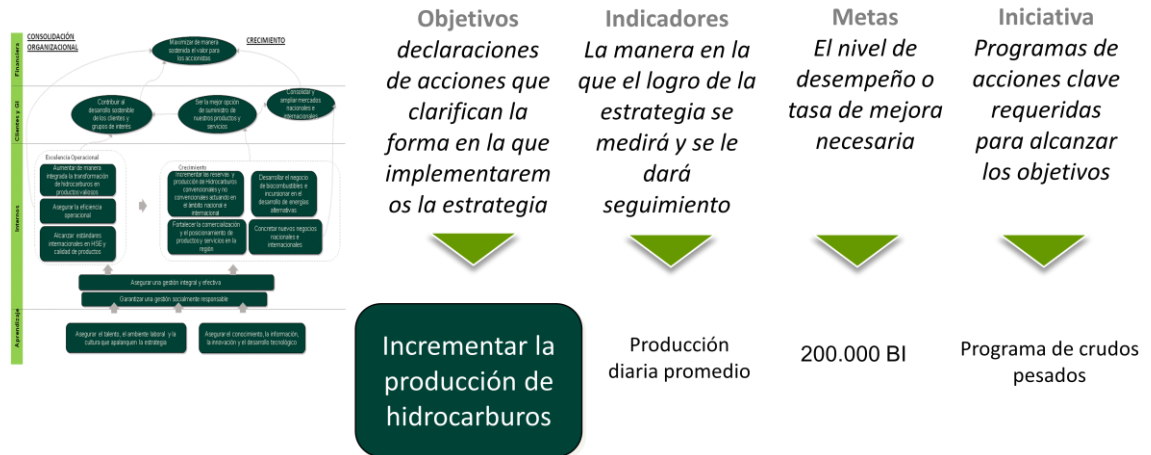 CONSOLIDACIÓN
ORGANIZACIONAL
CRECIMIENTO
Financiera
Maximizar de manera
sostenida el valor para
los accionistas
Clientes y GI
Contribuir al
desarrollo sostenible
de los clientes y
grupos de interés
Ser la mejor opción
de suministro de
nuestros productos y
servicios
Consolidar y
ampliar mercados
nacionales e
internacionales
Internos
Excelencia Operacional
Aumentar de manera
integrada la transformación
de hidrocarburos en
productos valiosos
Asegurar la eficiencia
operacional
Alcanzar estándares
internacionales en HSE y
calidad de productos
Crecimiento
Incrementar las reservas y
producción de Hidrocarburos
convencionales y no
convencionales actuando en
el ámbito nacional e
internacional
Desarrollar el negocio
de biocombustibles e
incursionar en el
desarrollo de energías
alternativas
Fortalecer la comercialización
y el posicionamiento de
productos y servicios en la
región
Concretar nuevos negocios
nacionales e
internacionales
Asegurar una gestión integral y efectiva
Garantizar una gestión socialmente responsable
Aprendizaje
Asegurar el talento, el ambiente laboral y la
cultura que apalanquen la estrategia
Asegurar el conocimiento, la información,
la innovación y el desarrollo tecnológico
Objetivos
declaraciones
de acciones que
clarifican la
forma en la que
implementarem
os la estrategia
Indicadores
La manera en la
que el logro de la
estrategia se
medirá y se le
dará
seguimiento
Metas
El nivel de
desempeño o
tasa de mejora
necesaria
Iniciativa
Programas de
acciones clave
requeridas
para alcanzar
los objetivos
Incrementar la
producción de
hidrocarburos
Producción
diaria promedio
200.000 BI
Programa de crudos
pesados